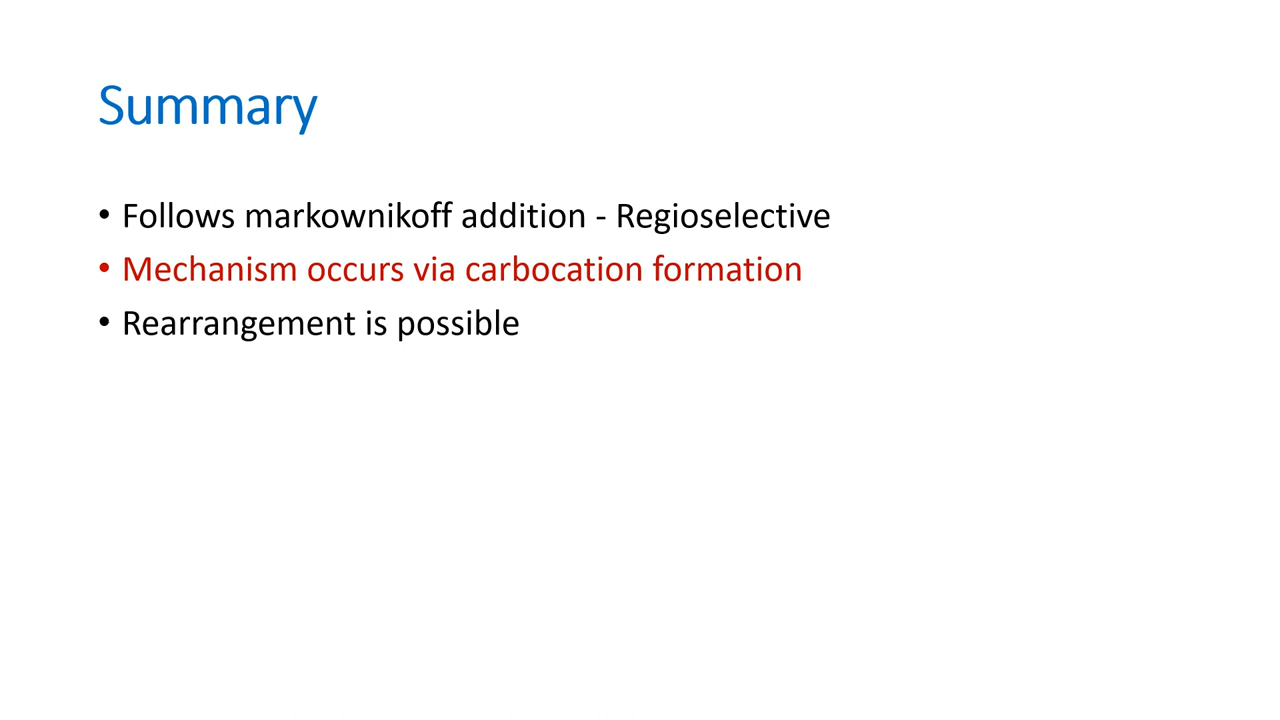 Summary
• Follows markownikoff addition - Regioselective
• Mechanism occurs via carbocation formation
• Rearrangement is possible